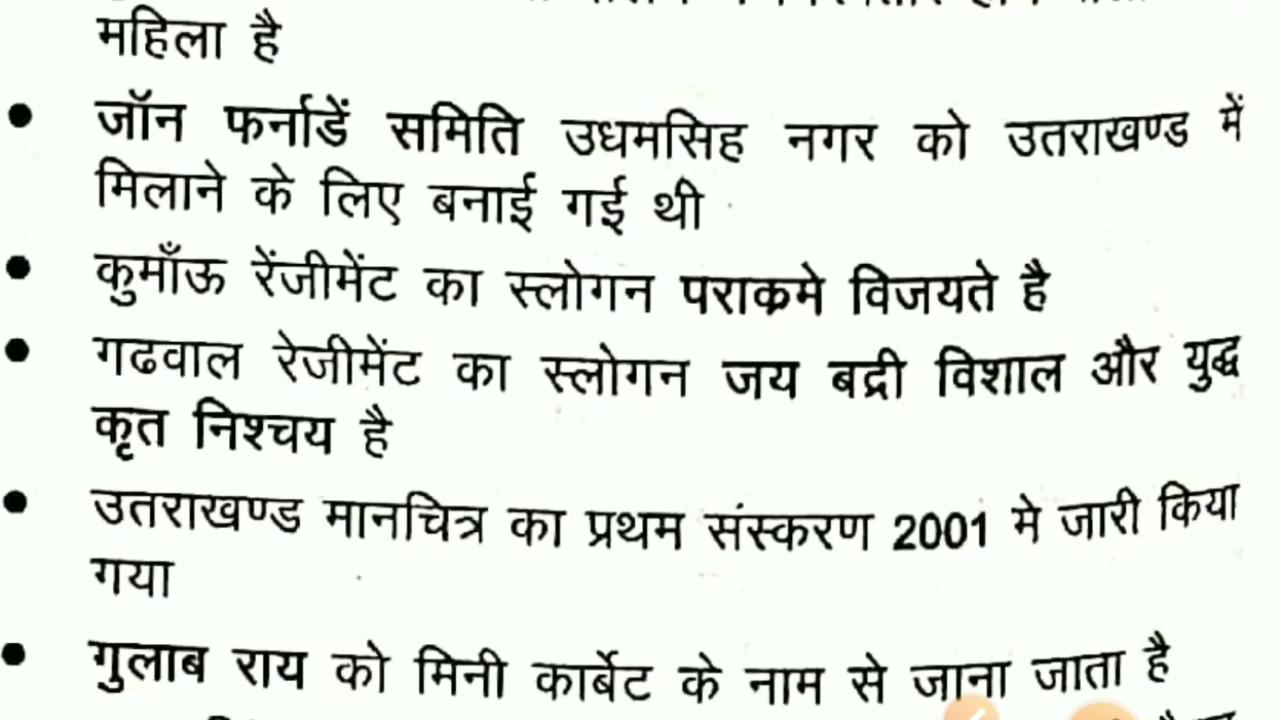 महिला है
• जॉन फर्नाडें समिति उधमसिह नगर को उतराखण्ड में
मिलाने के लिए बनाई गई थी
• कुमाँऊ रेंजीमेंट का स्लोगन पराक्रमे विजयते है
• गढवाल रेजीमेंट का स्लोगन जय बद्री विशाल और युद्ध
कृत निश्चय है
• उतराखण्ड मानचित्र का प्रथम संस्करण 2001 मे जारी किया
गया
• गुलाब राय को मिनी कार्बेट के नाम से जाना जाता है